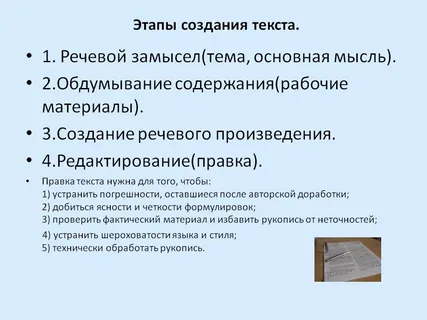 Этапы создания текста.
• 1. Речевой замысел(тема, основная мысль).
• 2.Обдумывание содержания(рабочие
материалы).
• 3.Создание речевого произведения.
• 4.Редактирование(правка).
• Правка текста нужна для того, чтобы:
1) устранить погрешности, оставшиеся после авторской доработки;
2) добиться ясности и четкости формулировок;
3) проверить фактический материал и избавить рукопись от неточностей;
4) устранить шероховатости языка и стиля;
5) технически обработать рукопись.